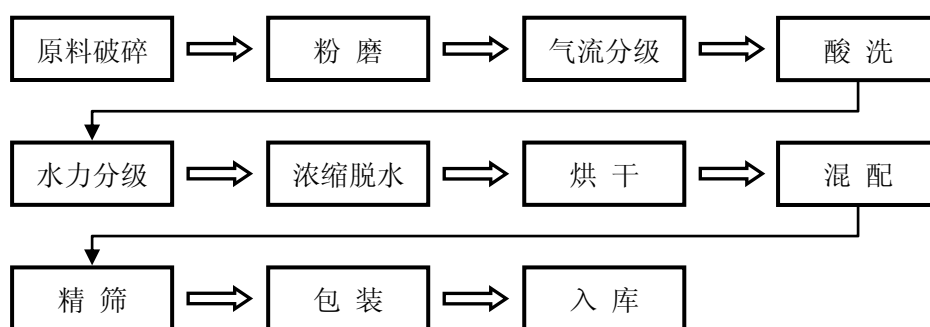 原料破碎
粉 磨
气流分级
酸 洗
水力分级
浓缩脱水
烘 干
混 配
精 筛
包 装
入 库